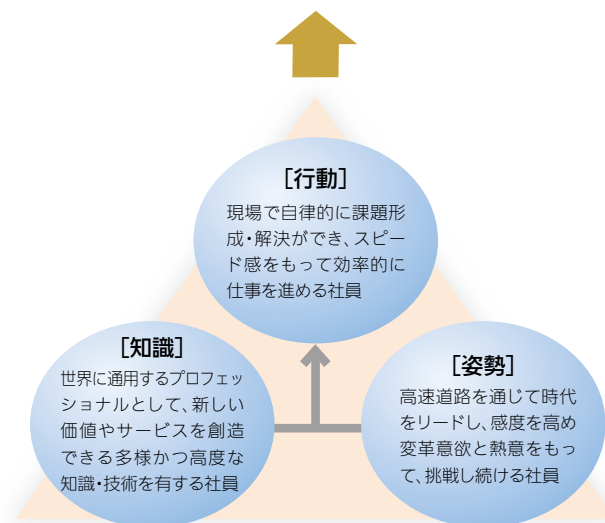 [行動]
現場で自律的に課題形
成・解決ができ、スピー
ド感をもって効率的に
仕事を進める社員
[知識]
世界に通用するプロフェッ
ショナルとして、新しい
価値やサービスを創造
できる多様かつ高度な
知識・技術を有する社員
[姿勢]
高速道路を通じて時代
をリードし、感度を高め
変革意欲と熱意をもっ
て、挑戦し続ける社員